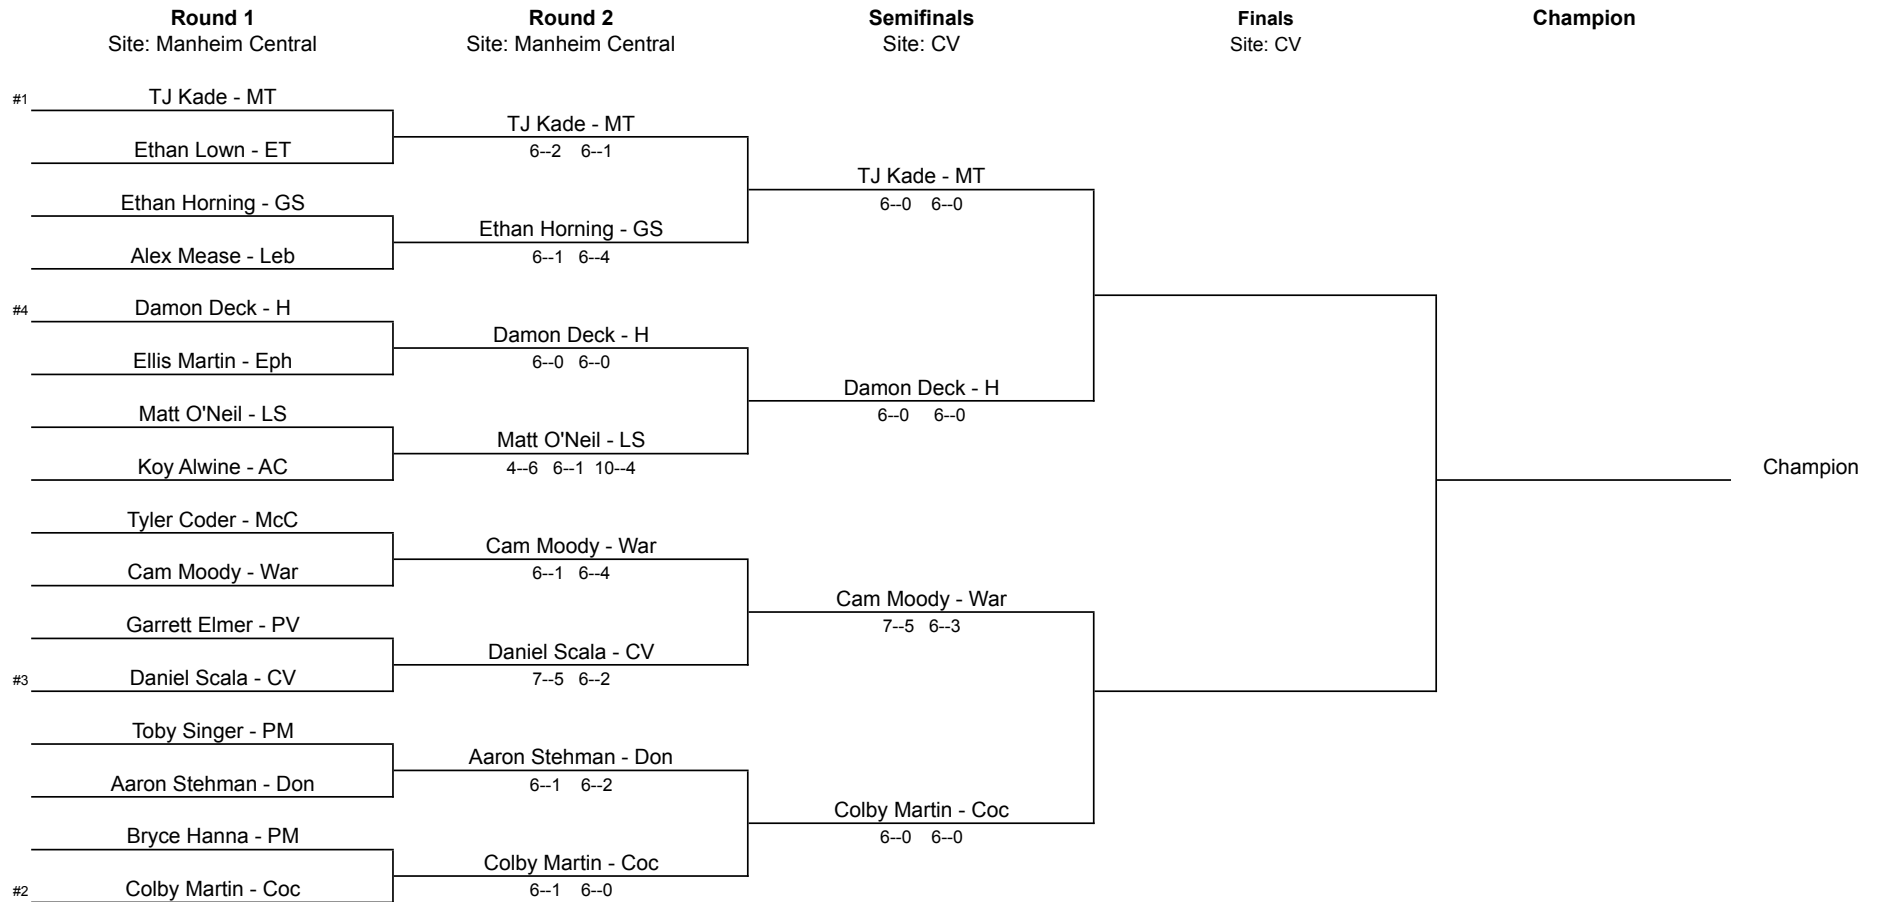 Round 1
Site: Manheim Central
Round 2
Site: Manheim Central
Semifinals
Site: CV
Finals
Site: CV
Champion
#1
TJ Kade - MT
Ethan Lown - ET
Ethan Horning - GS
Alex Mease - Leb
#4
Damon Deck - H
Ellis Martin - Eph
Matt O'Neil - LS
Koy Alwine - AC
Tyler Coder - McC
Cam Moody - War
Garrett Elmer - PV
#3
Daniel Scala - CV
Toby Singer - PM
Aaron Stehman - Don
Bryce Hanna - PM
#2
Colby Martin - Coc
TJ Kade - MT
6--2 6--1
Ethan Horning - GS
6--1 6--4
Damon Deck - H
6--0 6--0
Matt O'Neil - LS
4--6 6--1 10--4
Cam Moody - War
6--1 6--4
Daniel Scala - CV
7--5 6--2
Aaron Stehman - Don
6--1 6--2
Colby Martin - Coc
6--1 6--0
TJ Kade - MT
6--0 6--0
Damon Deck - H
6--0 6--0
Cam Moody - War
7--5 6--3
Colby Martin - Coc
6--0 6--0
Champion